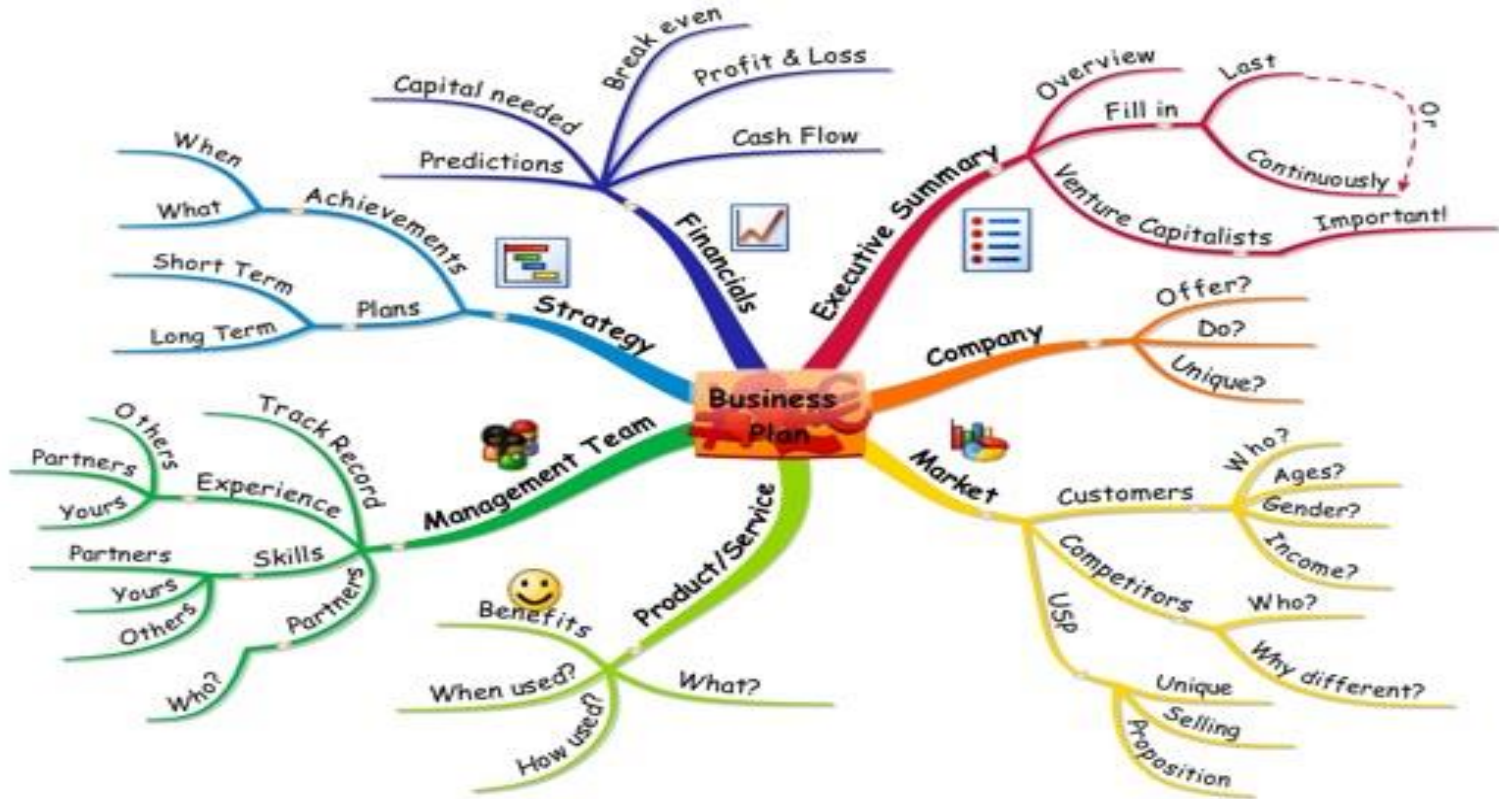 Business
Plan
Executive Summary
Overview
Fill in
Last
Or
Continuously
Venture Capitalists
Important!
Company
Offer?
Do?
Unique?
Market
Customers
Who?
Ages?
Gender?
Income?
Competitors
Who?
Why different?
USP
Unique
Selling
Proposition
Product/Service
What?
How used?
When used?
Benefits
Management Team
Partners
Who?
Skills
Partners
Yours
Others
Experience
Others
Partners
Yours
Track Record
Strategy
Plans
Short Term
Long Term
Achievements
When
What
Financials
Predictions
Capital needed
Break even
Profit & Loss
Cash Flow